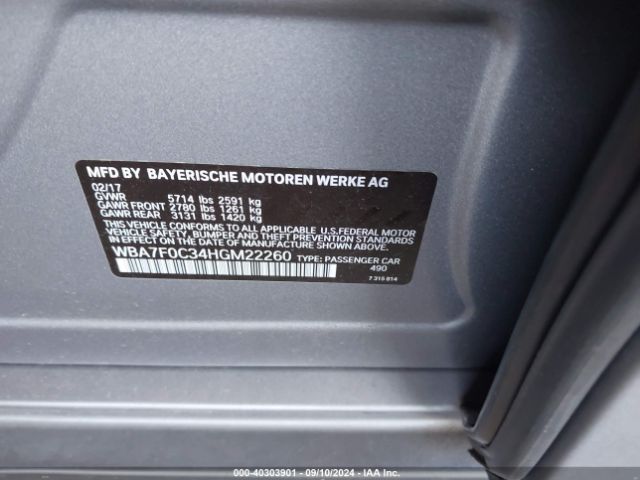 MFD BY BAYERISCHE MOTOREN WERKE AG
02/17
GVWR 5714 lbs 2591 kg
GAWR FRONT 2780 lbs 1261 kg
GAWR REAR 3131 lbs 1420 kg
THIS VEHICLE CONFORMS TO ALL APPLICABLE U.S.FEDERAL MOTOR
VEHICLE SAFETY, BUMPER, AND THEFT PREVENTION STANDARDS
IN EFFECT ON THE DATE OF MANUFACTURE SHOWN ABOVE.
WBA7F0C34HGM22260 TYPE: PASSENGER CAR
490
7 315 814
000-40303901 - 09/10/2024 - IAA Inc.